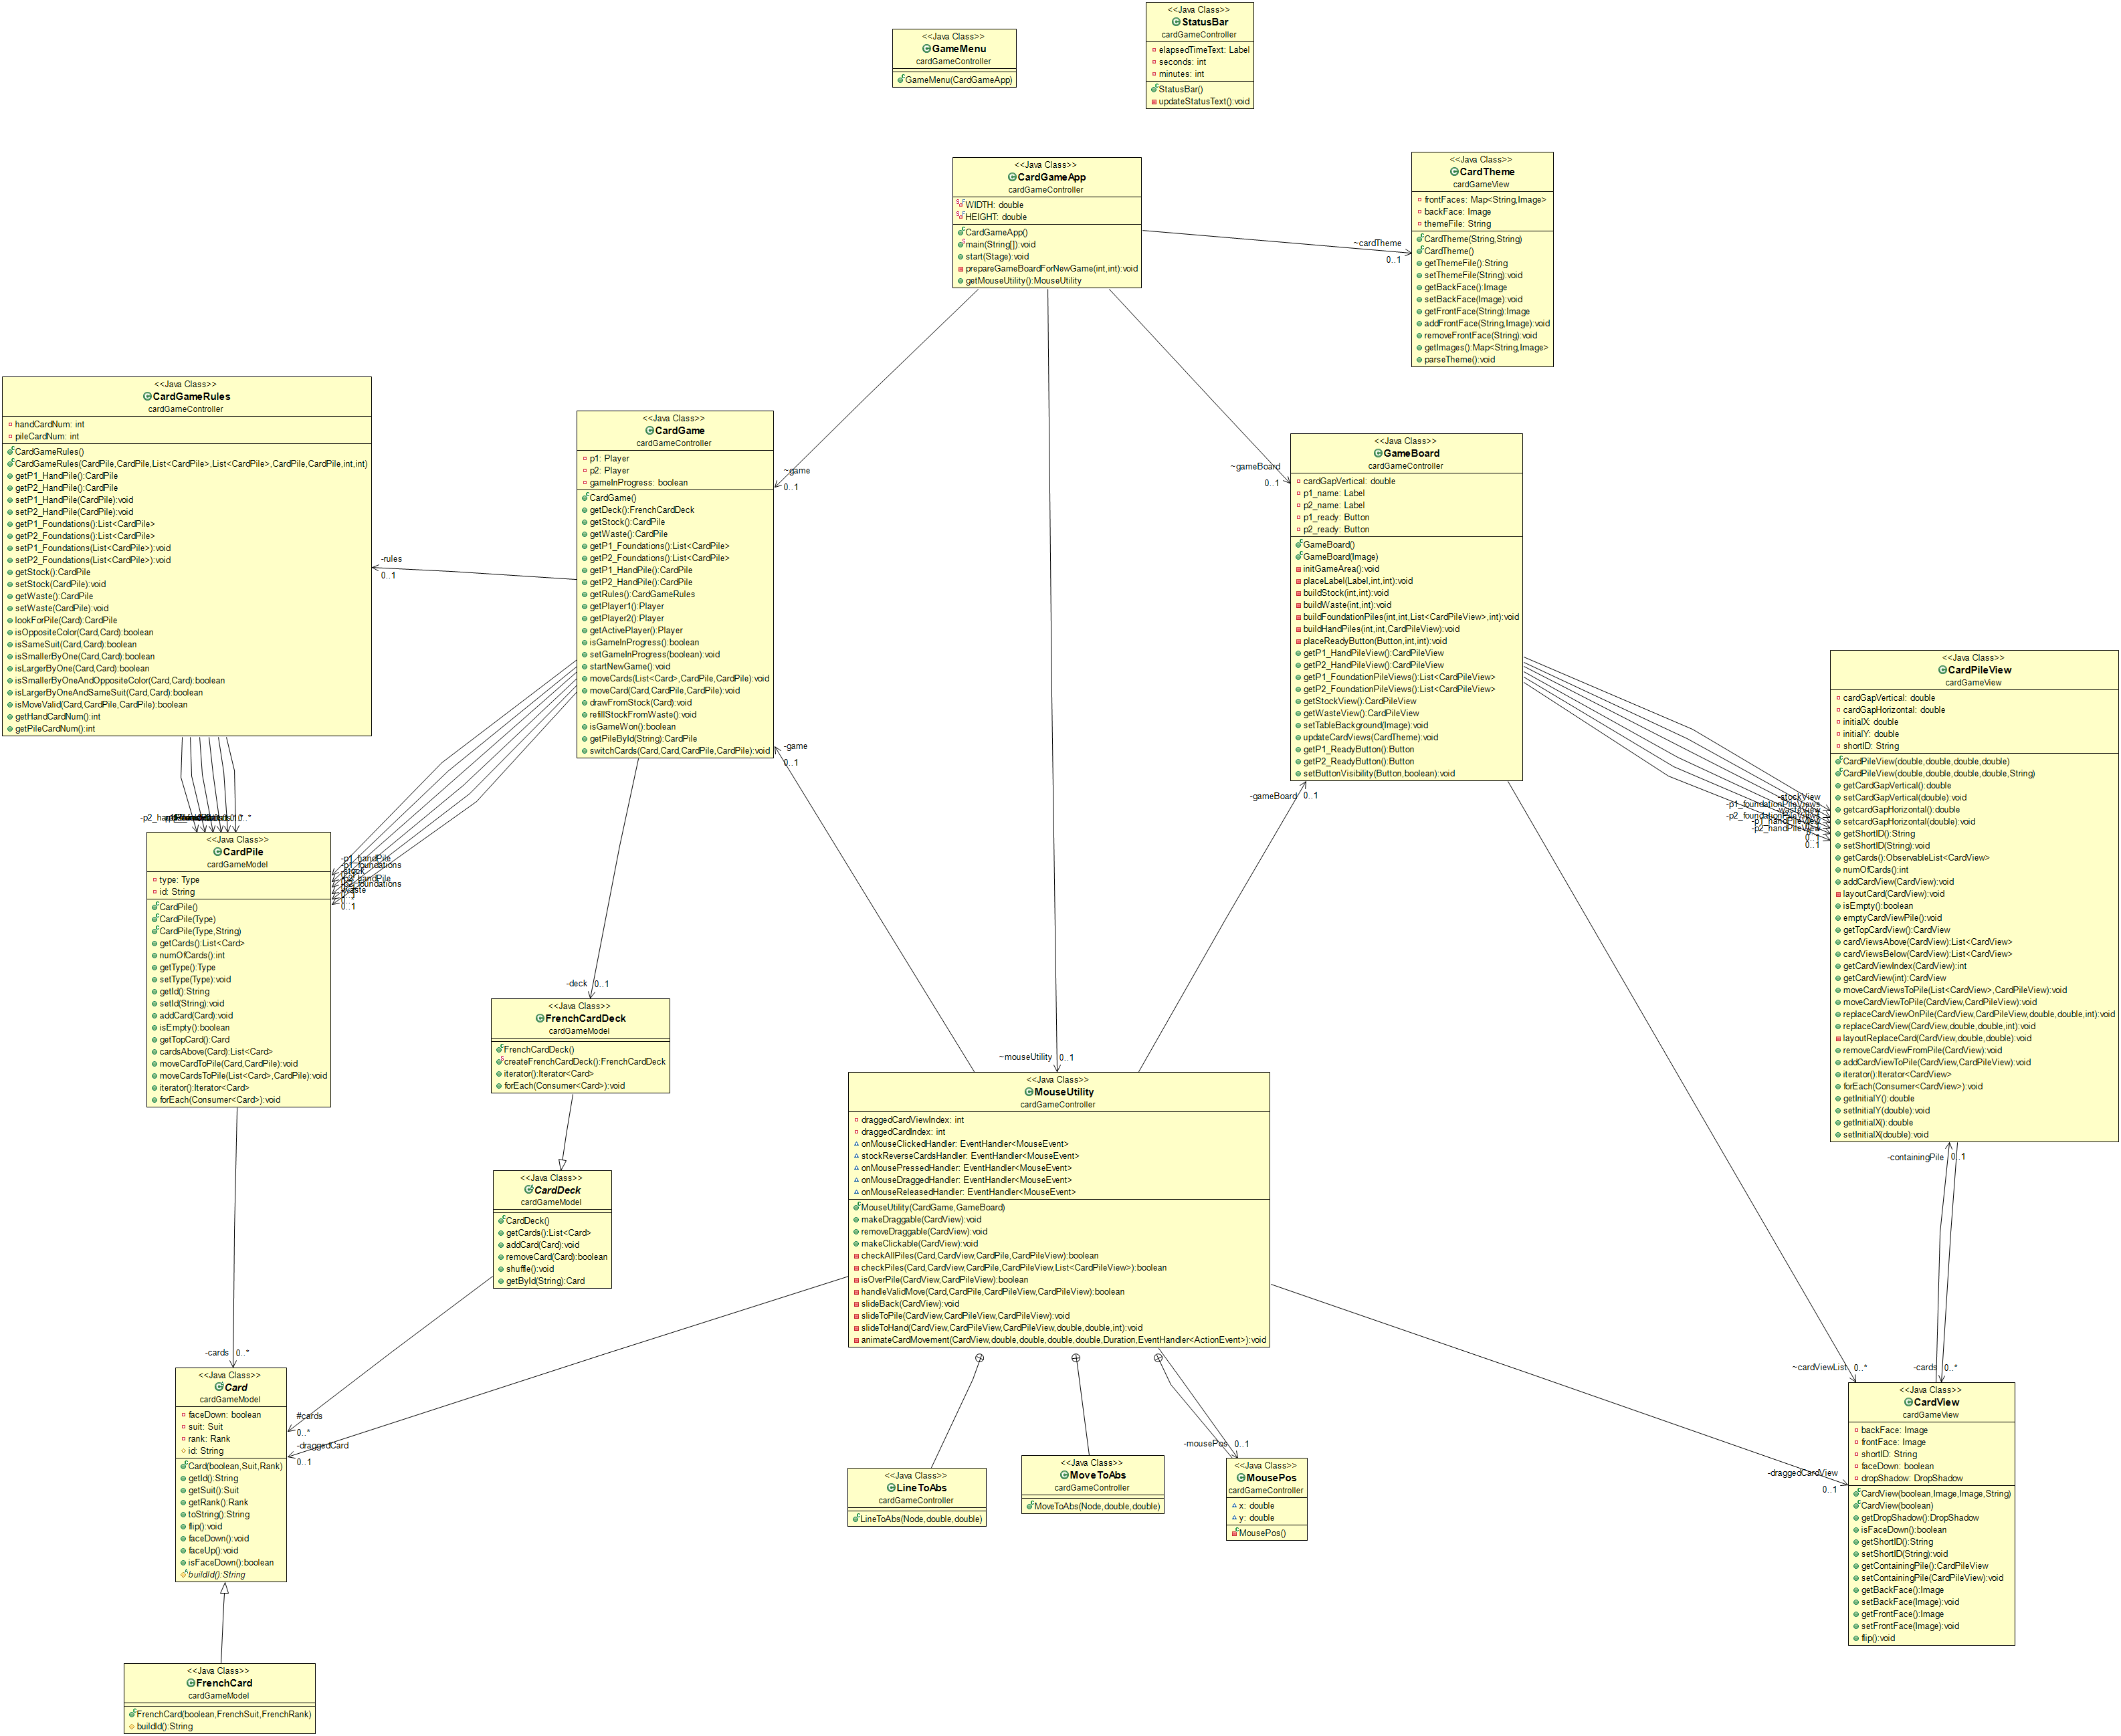 <<Java Class>>
GameMenu
cardGameController
GameMenu(CardGameApp)
<<Java Class>>
StatusBar
cardGameController
elapsedTimeText: Label
seconds: int
minutes: int
StatusBar()
updateStatusText():void
<<Java Class>>
CardGameApp
cardGameController
WIDTH: double
HEIGHT: double
CardGameApp()
main(String[]):void
start(Stage):void
prepareGameBoardForNewGame(int,int):void
getMouseUtility():MouseUtility
~cardTheme
0..1
<<Java Class>>
CardTheme
cardGameView
frontFaces: Map<String,Image>
backFace: Image
themeFile: String
CardTheme(String,String)
CardTheme()
getThemeFile():String
setThemeFile(String):void
getBackFace():Image
setBackFace(Image):void
getFrontFace(String):Image
addFrontFace(String,Image):void
removeFrontFace(String):void
getImages():Map<String,Image>
parseTheme():void
<<Java Class>>
CardGameRules
cardGameController
handCardNum: int
pileCardNum: int
CardGameRules()
CardGameRules(CardPile,CardPile,List<CardPile>,List<CardPile>,CardPile,CardPile,int,int)
getP1_HandPile():CardPile
getP2_HandPile():CardPile
setP1_HandPile(CardPile):void
setP2_HandPile(CardPile):void
getP1_Foundations():List<CardPile>
getP2_Foundations():List<CardPile>
setP1_Foundations(List<CardPile>):void
setP2_Foundations(List<CardPile>):void
getStock():CardPile
setStock(CardPile):void
getWaste():CardPile
setWaste(CardPile):void
lookForPile(Card):CardPile
isOppositeColor(Card,Card):boolean
isSameSuit(Card,Card):boolean
isSmallerByOne(Card,Card):boolean
isLargerByOne(Card,Card):boolean
isSmallerByOneAndOppositeColor(Card,Card):boolean
isLargerByOneAndSameSuit(Card,Card):boolean
isMoveValid(Card,CardPile,CardPile):boolean
getHandCardNum():int
getPileCardNum():int
-rules
0..1
<<Java Class>>
CardGame
cardGameController
p1: Player
p2: Player
gameInProgress: boolean
CardGame()
getDeck():FrenchCardDeck
getStock():CardPile
getWaste():CardPile
getP1_Foundations():List<CardPile>
getP2_Foundations():List<CardPile>
getP1_HandPile():CardPile
getP2_HandPile():CardPile
getRules():CardGameRules
getPlayer1():Player
getPlayer2():Player
getActivePlayer():Player
isGameInProgress():boolean
setGameInProgress(boolean):void
startNewGame():void
moveCards(List<Card>,CardPile,CardPile):void
moveCard(Card,CardPile,CardPile):void
drawFromStock(Card):void
refillStockFromWaste():void
isGameWon():boolean
getPileById(String):CardPile
switchCards(Card,Card,CardPile,CardPile):void
~game
0..1
-game
0..1
~gameBoard
0..1
<<Java Class>>
GameBoard
cardGameController
cardGapVertical: double
p1_name: Label
p2_name: Label
p1_ready: Button
p2_ready: Button
GameBoard()
GameBoard(Image)
initGameArea():void
placeLabel(Label,int,int):void
buildStock(int,int):void
buildWaste(int,int):void
buildFoundationPiles(int,int,List<CardPileView>,int):void
buildHandPiles(int,int,CardPileView):void
placeReadyButton(Button,int,int):void
getP1_HandPileView():CardPileView
getP2_HandPileView():CardPileView
getP1_FoundationPileViews():List<CardPileView>
getP2_FoundationPileViews():List<CardPileView>
getStockView():CardPileView
getWasteView():CardPileView
setTableBackground(Image):void
updateCardViews(CardTheme):void
getP1_ReadyButton():Button
getP2_ReadyButton():Button
setButtonVisibility(Button,boolean):void
-gameBoard
0..1
-stockView
-p1_foundationPileViews
-p2_foundationPileViews
-p1_handPileView
-p2_handPileView
0..1
<<Java Class>>
CardPileView
cardGameView
cardGapVertical: double
cardGapHorizontal: double
initialX: double
initialY: double
shortID: String
CardPileView(double,double,double,double)
CardPileView(double,double,double,double,String)
getCardGapVertical():double
setCardGapVertical(double):void
getcardGapHorizontal():double
setcardGapHorizontal(double):void
getShortID():String
setShortID(String):void
getCards():ObservableList<CardView>
numOfCards():int
addCardView(CardView):void
layoutCard(CardView):void
isEmpty():boolean
emptyCardViewPile():void
getTopCardView():CardView
cardViewsAbove(CardView):List<CardView>
cardViewsBelow(CardView):List<CardView>
getCardViewIndex(CardView):int
getCardView(int):CardView
moveCardViewsToPile(List<CardView>,CardPileView):void
moveCardViewToPile(CardView,CardPileView):void
replaceCardViewOnPile(CardView,CardPileView,double,double,int):void
replaceCardView(CardView,double,double,int):void
layoutReplaceCard(CardView,double,double):void
removeCardViewFromPile(CardView):void
addCardViewToPile(CardView,CardPileView):void
iterator():Iterator<CardView>
forEach(Consumer<CardView>):void
getInitialY():double
setInitialY(double):void
getInitialX():double
setInitialX(double):void
<<Java Class>>
CardPile
cardGameModel
type: Type
id: String
CardPile()
CardPile(Type)
CardPile(Type,String)
getCards():List<Card>
numOfCards():int
getType():Type
setType(Type):void
getId():String
setId(String):void
addCard(Card):void
isEmpty():boolean
getTopCard():Card
cardsAbove(Card):List<Card>
moveCardToPile(Card,CardPile):void
moveCardsToPile(List<Card>,CardPile):void
iterator():Iterator<Card>
forEach(Consumer<Card>):void
-p1_handPile
0..1
-deck
0..1
<<Java Class>>
FrenchCardDeck
cardGameModel
FrenchCardDeck()
createFrenchCardDeck():FrenchCardDeck
iterator():Iterator<Card>
forEach(Consumer<Card>):void
<<Java Class>>
CardDeck
cardGameModel
CardDeck()
getCards():List<Card>
addCard(Card):void
removeCard(Card):boolean
shuffle():void
getById(String):Card
~mouseUtility
0..1
<<Java Class>>
MouseUtility
cardGameController
draggedCardViewIndex: int
draggedCardIndex: int
onMouseClickedHandler: EventHandler<MouseEvent>
stockReverseCardsHandler: EventHandler<MouseEvent>
onMousePressedHandler: EventHandler<MouseEvent>
onMouseDraggedHandler: EventHandler<MouseEvent>
onMouseReleasedHandler: EventHandler<MouseEvent>
MouseUtility(CardGame,GameBoard)
makeDraggable(CardView):void
removeDraggable(CardView):void
makeClickable(CardView):void
checkAllPiles(Card,CardView,CardPile,CardPileView):boolean
checkPiles(Card,CardView,CardPile,CardPileView,List<CardPileView>):boolean
isOverPile(CardView,CardPileView):boolean
handleValidMove(Card,CardPile,CardPileView,CardPileView):boolean
slideBack(CardView):void
slideToPile(CardView,CardPileView,CardPileView):void
slideToHand(CardView,CardPileView,CardPileView,double,double,int):void
animateCardMovement(CardView,double,double,double,double,Duration,EventHandler<ActionEvent>):void
-containingPile
0..1
-cards
0..*
<<Java Class>>
Card
cardGameModel
faceDown: boolean
suit: Suit
rank: Rank
id: String
Card(boolean,Suit,Rank)
getId():String
getSuit():Suit
getRank():Rank
toString():String
flip():void
faceDown():void
faceUp():void
isFaceDown():boolean
buildId():String
#cards
0..*
-draggedCard
0..1
<<Java Class>>
LineToAbs
cardGameController
LineToAbs(Node,double,double)
<<Java Class>>
MoveToAbs
cardGameController
MoveToAbs(Node,double,double)
-mousePos
0..1
<<Java Class>>
MousePos
cardGameController
x: double
y: double
MousePos()
~cardViewList
0..*
-cards
0..*
-draggedCardView
0..1
<<Java Class>>
CardView
cardGameView
backFace: Image
frontFace: Image
shortID: String
faceDown: boolean
dropShadow: DropShadow
CardView(boolean,Image,Image,String)
CardView(boolean)
getDropShadow():DropShadow
isFaceDown():boolean
getShortID():String
setShortID(String):void
getContainingPile():CardPileView
setContainingPile(CardPileView):void
getBackFace():Image
setBackFace(Image):void
getFrontFace():Image
setFrontFace(Image):void
flip():void
<<Java Class>>
FrenchCard
cardGameModel
FrenchCard(boolean,FrenchSuit,FrenchRank)
buildId():String